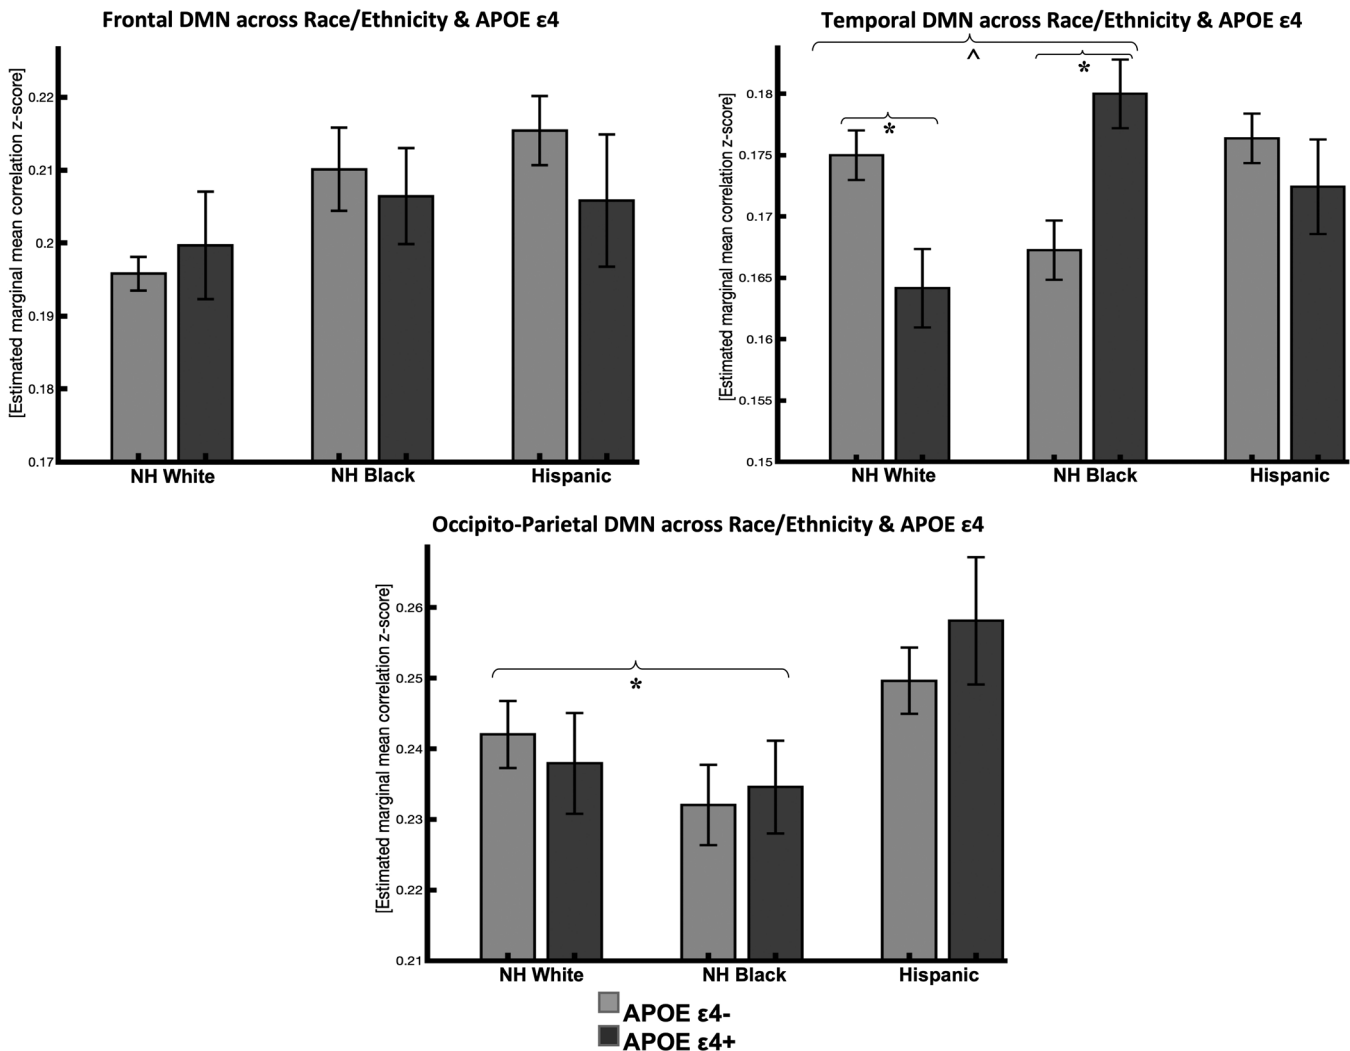 Frontal DMN across Race/Ethnicity & APOE ε4
[Estimated marginal mean correlation z-score]
0.22
0.21
0.2
0.19
0.18
0.17
NH White NH Black Hispanic
Temporal DMN across Race/Ethnicity & APOE ε4
^
*
*
[Estimated marginal mean correlation z-score]
0.18
0.175
0.17
0.165
0.16
0.155
0.15
NH White NH Black Hispanic
Occipito-Parietal DMN across Race/Ethnicity & APOE ε4
[Estimated marginal mean correlation z-score]
*
0.26
0.25
0.24
0.23
0.22
0.21
NH White NH Black Hispanic
APOE ε4-
APOE ε4+